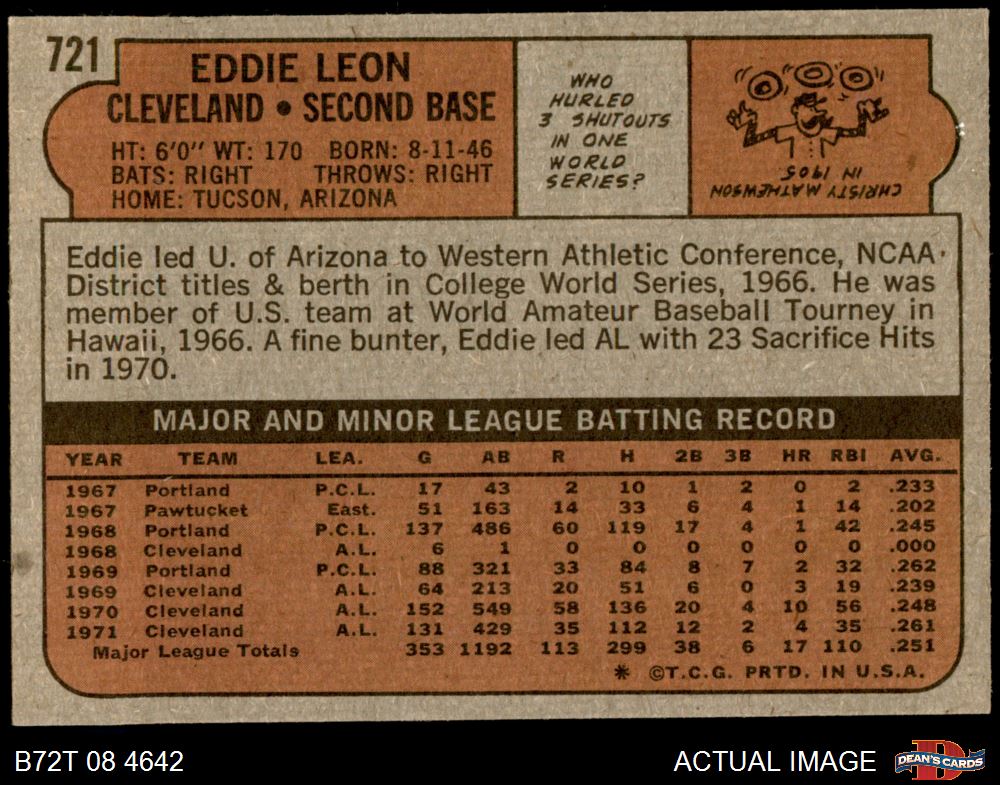 721
EDDIE LEON
CLEVELAND • SECOND BASE
HT: 6'0" WT: 170 BORN: 8-11-46
BATS: RIGHT THROWS: RIGHT
HOME: TUCSON, ARIZONA
WHO
HURLED
3 SHUTOUTS
IN ONE
WORLD
SERIES?
CHRISTY MATHEWSON
IN 1905
Eddie led U. of Arizona to Western Athletic Conference, NCAA
District titles & berth in College World Series, 1966. He was
member of U.S. team at World Amateur Baseball Tourney in
Hawaii, 1966. A fine bunter, Eddie led AL with 23 Sacrifice Hits
in 1970.
MAJOR AND MINOR LEAGUE BATTING RECORD
YEAR TEAM LEA. G AB R H 2B 3B HR RBI AVG.
1967 Portland P.C.L. 17 43 2 10 1 2 0 2 .233
1967 Pawtucket East. 51 163 14 33 6 4 1 14 .202
1968 Portland P.C.L. 137 486 60 119 17 4 1 42 .245
1968 Cleveland A.L. 6 1 0 0 0 0 0 0 .000
1969 Portland P.C.L. 88 321 33 84 8 7 2 32 .262
1969 Cleveland A.L. 64 213 20 51 6 0 3 19 .239
1970 Cleveland A.L. 152 549 58 136 20 4 10 56 .248
1971 Cleveland A.L. 131 429 35 112 12 2 4 35 .261
Major League Totals 353 1192 113 299 38 6 17 110 .251
* ©T.C.G. PRTD. IN U.S.A.
B72T 08 4642
ACTUAL IMAGE
D
DEAN'S CARDS